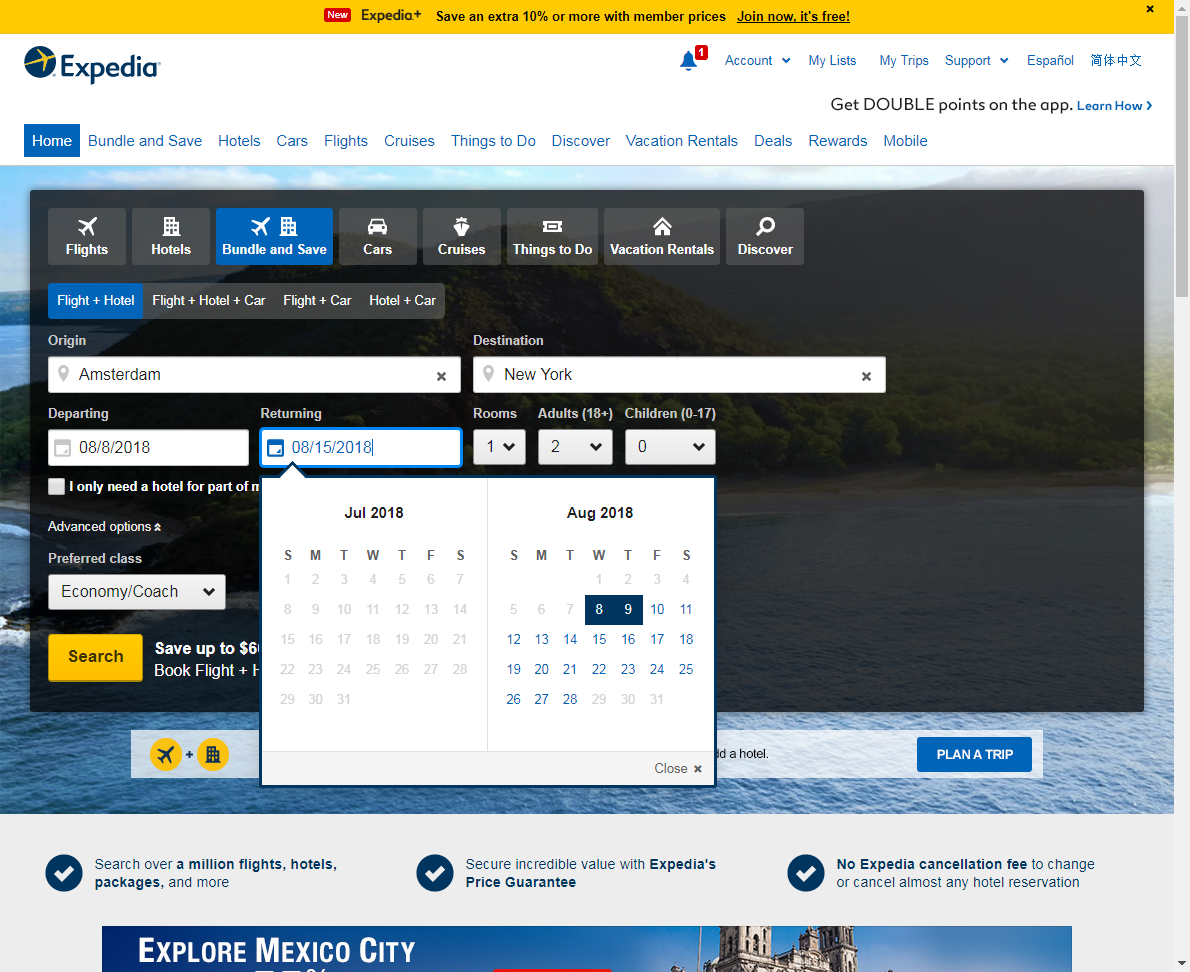 New Expedia+ Save an extra 10% or more with member prices Join now, it's free!
Expedia
1 Account My Lists My Trips Support Español 简体中文
Get DOUBLE points on the app. Learn How
Home Bundle and Save Hotels Cars Flights Cruises Things to Do Discover Vacation Rentals Deals Rewards Mobile
Flights Hotels Bundle and Save Cars Cruises Things to Do Vacation Rentals Discover
Flight + Hotel Flight + Hotel + Car Flight + Car Hotel + Car
Origin Destination
Amsterdam New York
Departing Returning Rooms Adults (18+) Children (0-17)
08/8/2018 08/15/2018 1 2 0
I only need a hotel for part of
Jul 2018 Aug 2018
Advanced options
Preferred class
S M T W T F S S M T W T F S
1 2 3 4 5 6 7 1 2 3 4
Economy/Coach
8 9 10 11 12 13 14 5 6 7 8 9 10 11
15 16 17 18 19 20 21 12 13 14 15 16 17 18
Search
Save up to $6
Book Flight + H
22 23 24 25 26 27 28 19 20 21 22 23 24 25
29 30 31 26 27 28 29 30 31
+ dd a hotel. PLAN A TRIP
Close
Search over a million flights, hotels,
packages, and more
Secure incredible value with Expedia's
Price Guarantee
No Expedia cancellation fee to change
or cancel almost any hotel reservation
EXPLORE MEXICO CITY